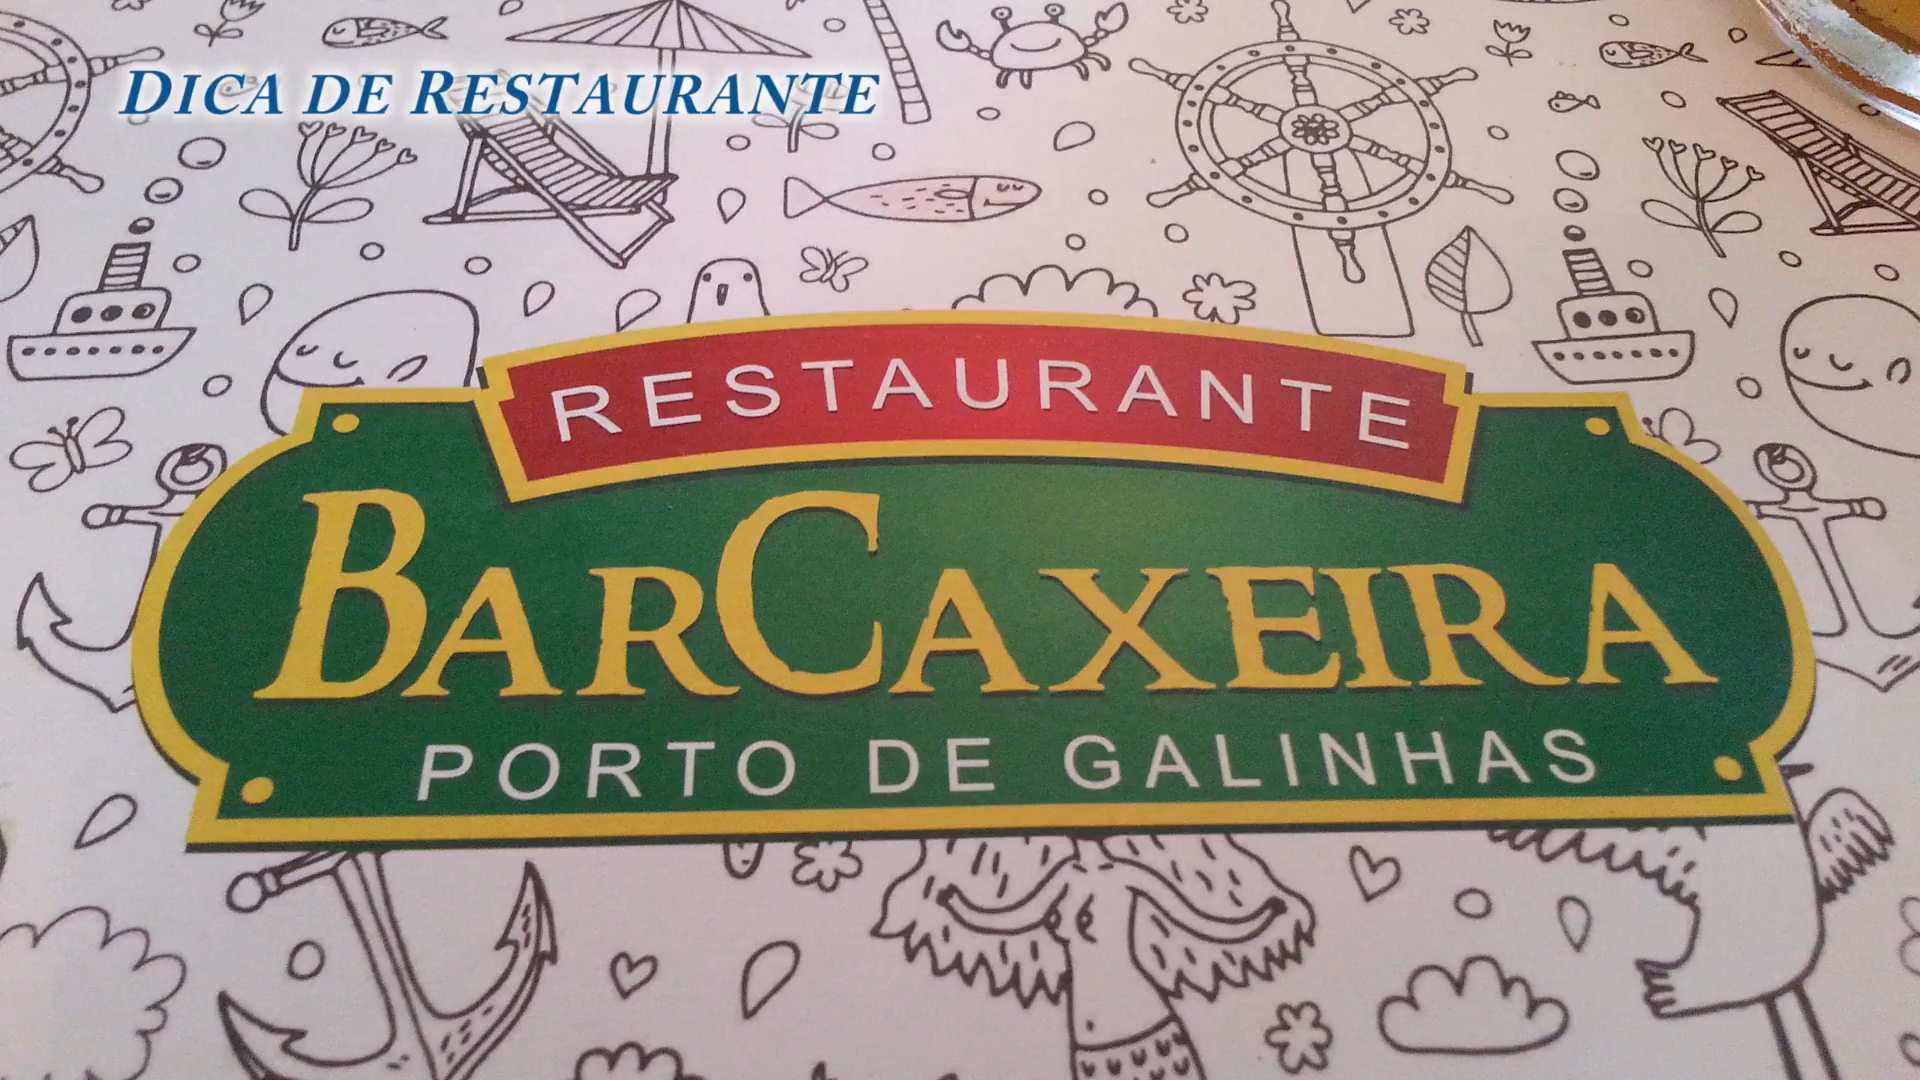 DICA DE RESTAURANTE
RESTAURANTE
BARCAXEIRA
PORTO DE GALINHAS